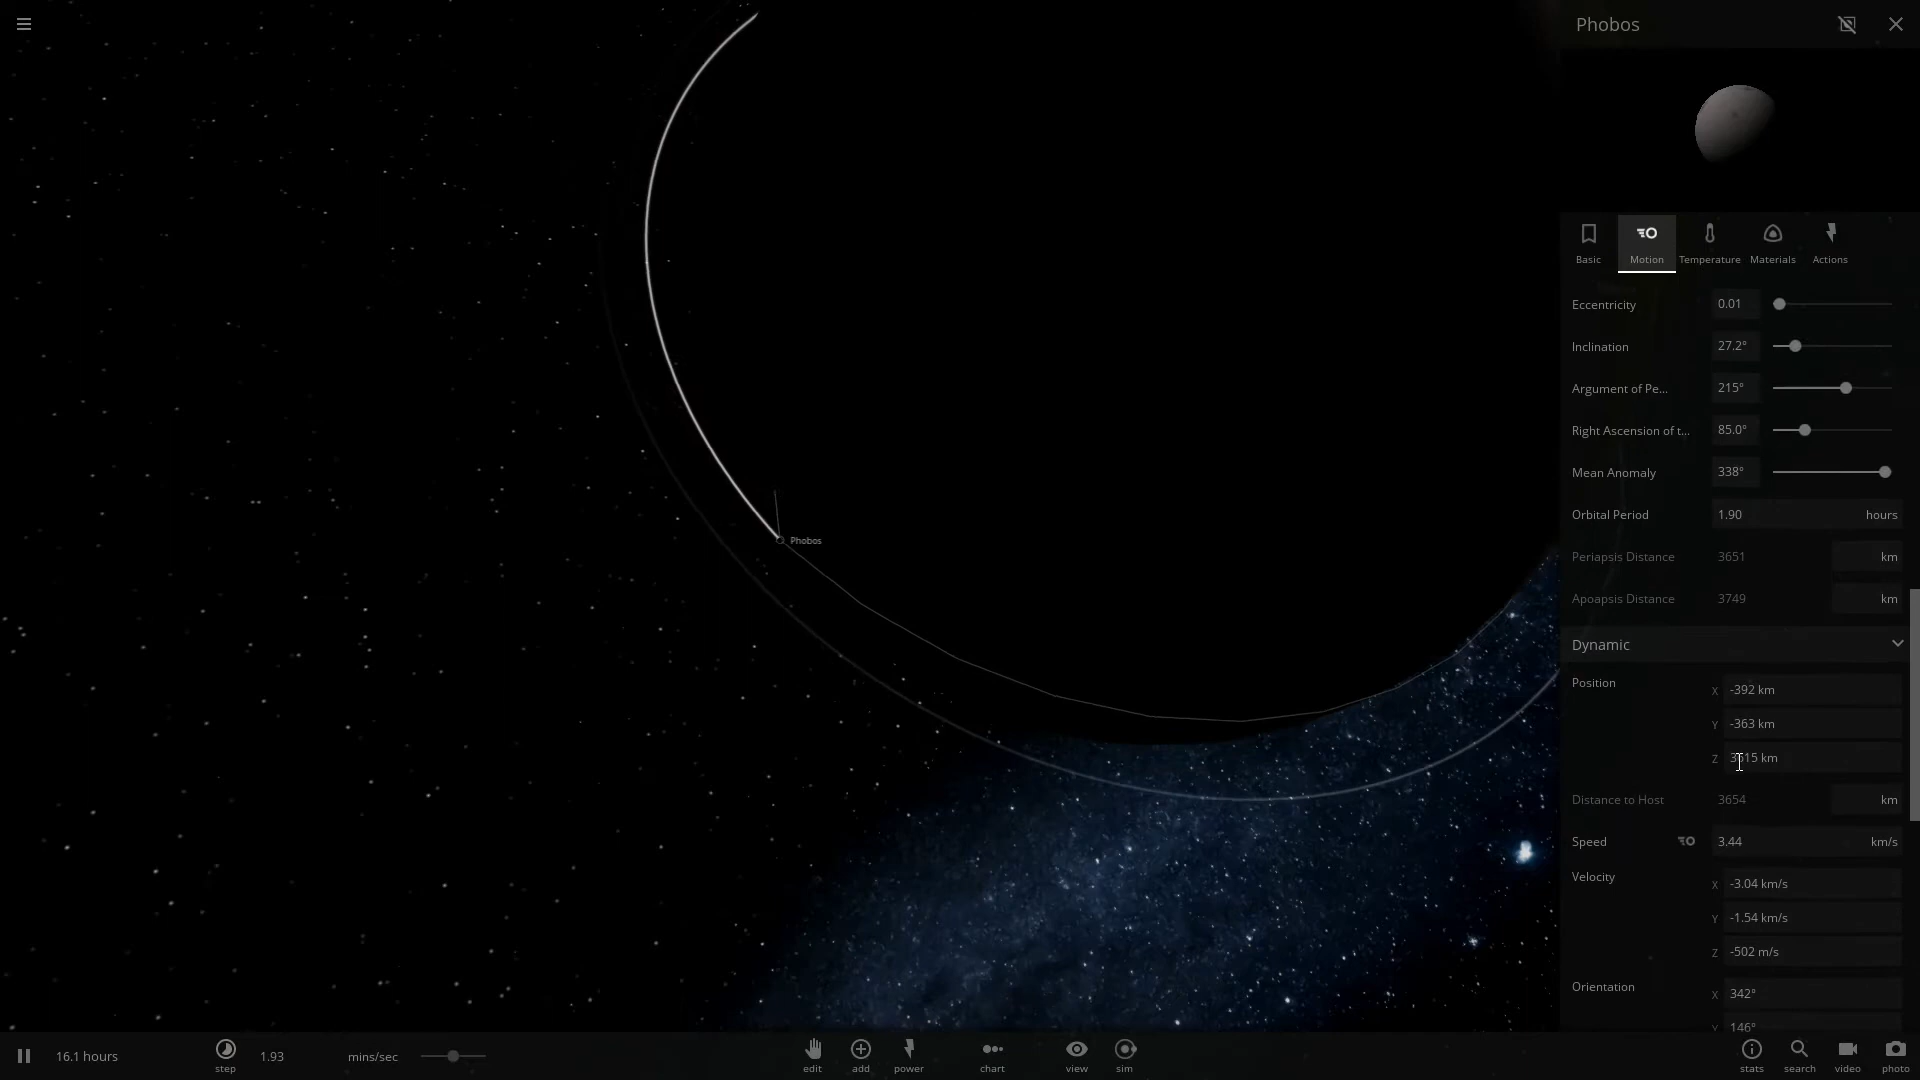 Phobos
Basic
Motion
Temperature
Materials
Actions
Eccentricity 0.01
Inclination 27.2°
Argument of Pe... 215°
Right Ascension of t... 85.0°
Mean Anomaly 338°
Orbital Period 1.90 hours
Periapsis Distance 3651 km
Apoapsis Distance 3749 km
Dynamic
Position X -392 km
Y -363 km
Z 3615 km
Distance to Host 3654 km
Speed 3.44 km/s
Velocity X -3.04 km/s
Y -1.54 km/s
Z -502 m/s
Orientation X 342°
Y 146°
Phobos
16.1 hours
step
1.93 mins/sec
edit
add
power
chart
view
sim
stats
search
video
photo